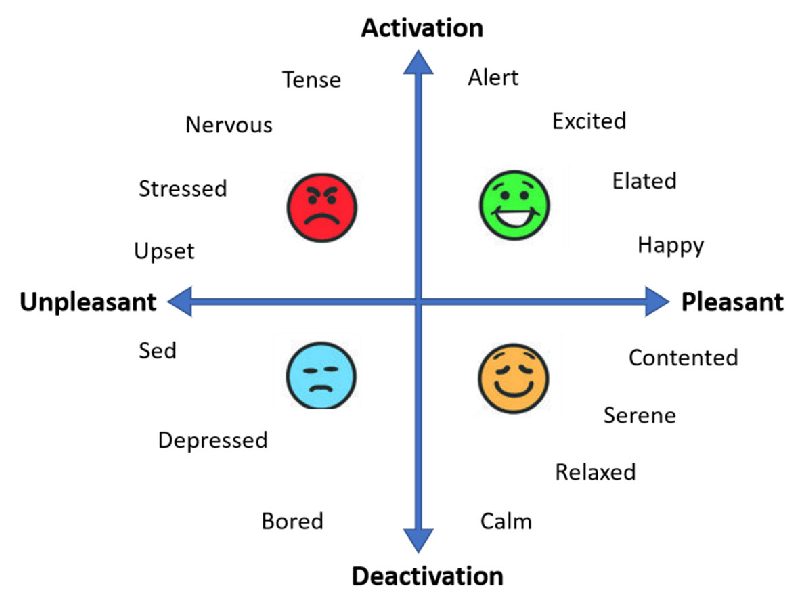 Activation
Tense
Alert
Nervous
Excited
Stressed
Elated
Upset
Happy
Unpleasant
Pleasant
Sed
Contented
Serene
Depressed
Relaxed
Bored
Calm
Deactivation